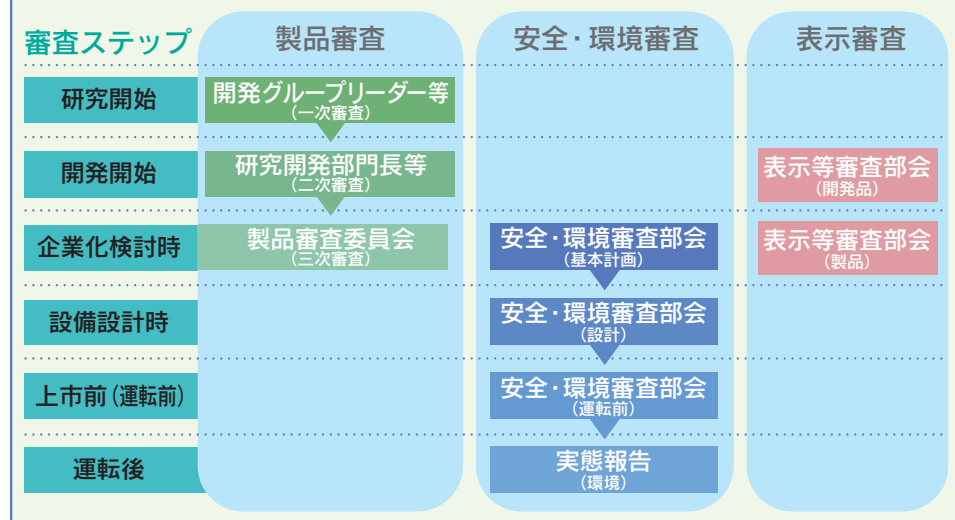 審査ステップ
製品審査
安全・環境審査
表示審査
研究開始
開発グループリーダー等
(一次審査)
開発開始
研究開発部門長等
(二次審査)
表示等審査部会
(開発品)
企業化検討時
製品審査委員会
(三次審査)
安全・環境審査部会
(基本計画)
表示等審査部会
(製品)
設備設計時
安全・環境審査部会
(設計)
上市前(運転前)
安全・環境審査部会
(運転前)
運転後
実態報告
(環境)